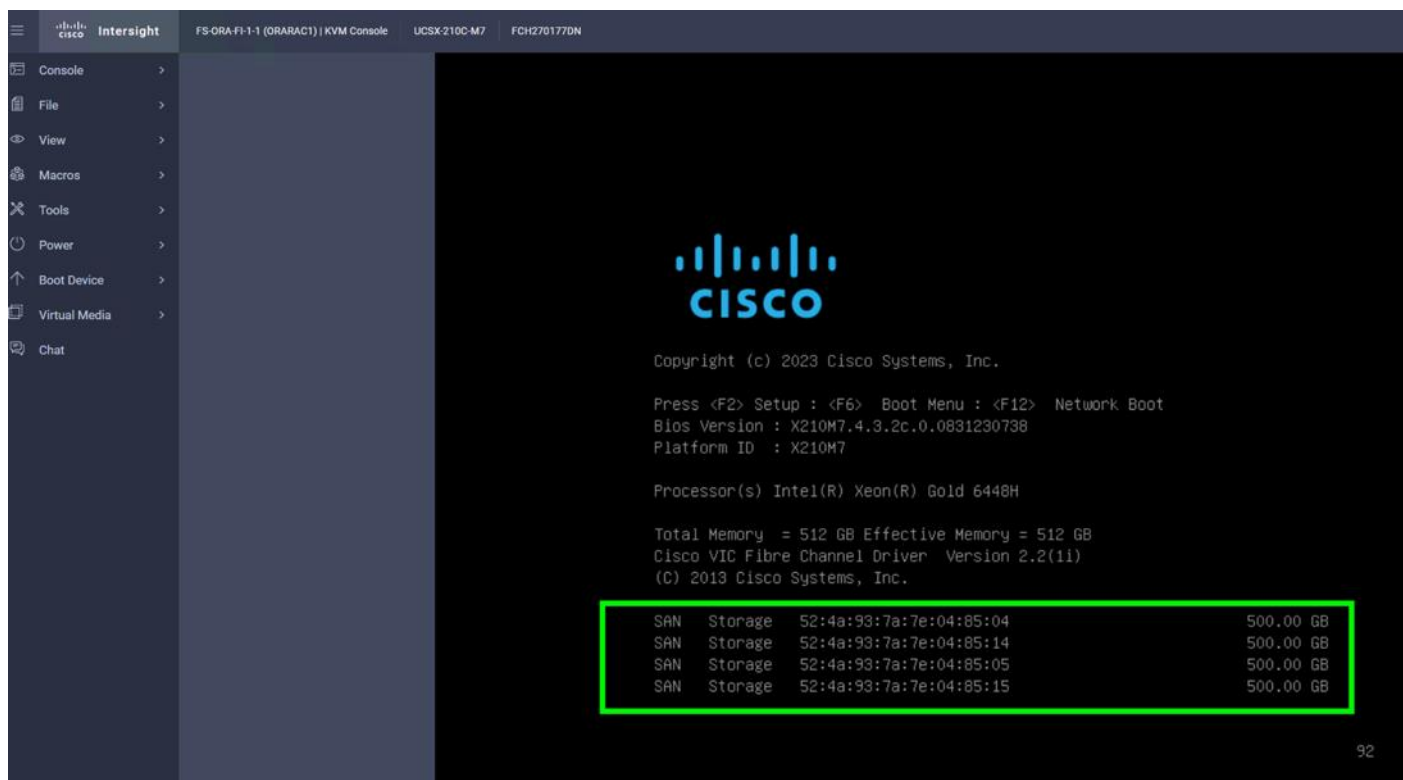 cisco Intersight FS-ORA-FI-1-1 (ORARAC1) | KVM Console UCSX-210C-M7 FCH270177DN
Console
File
View
Macros
Tools
Power
Boot Device
Virtual Media
Chat
CISCO
Copyright (c) 2023 Cisco Systems, Inc.
Press <F2> Setup : <F6> Boot Menu : <F12> Network Boot
Bios Version : X210M7.4.3.2c.0.0831230738
Platform ID : X210M7
Processor(s) Intel(R) Xeon(R) Gold 6448H
Total Memory = 512 GB Effective Memory = 512 GB
Cisco VIC Fibre Channel Driver Version 2.2(1i)
(C) 2013 Cisco Systems, Inc.
SAN Storage 52:4a:93:7a:7e:04:85:04 500.00 GB
SAN Storage 52:4a:93:7a:7e:04:85:14 500.00 GB
SAN Storage 52:4a:93:7a:7e:04:85:05 500.00 GB
SAN Storage 52:4a:93:7a:7e:04:85:15 500.00 GB
92